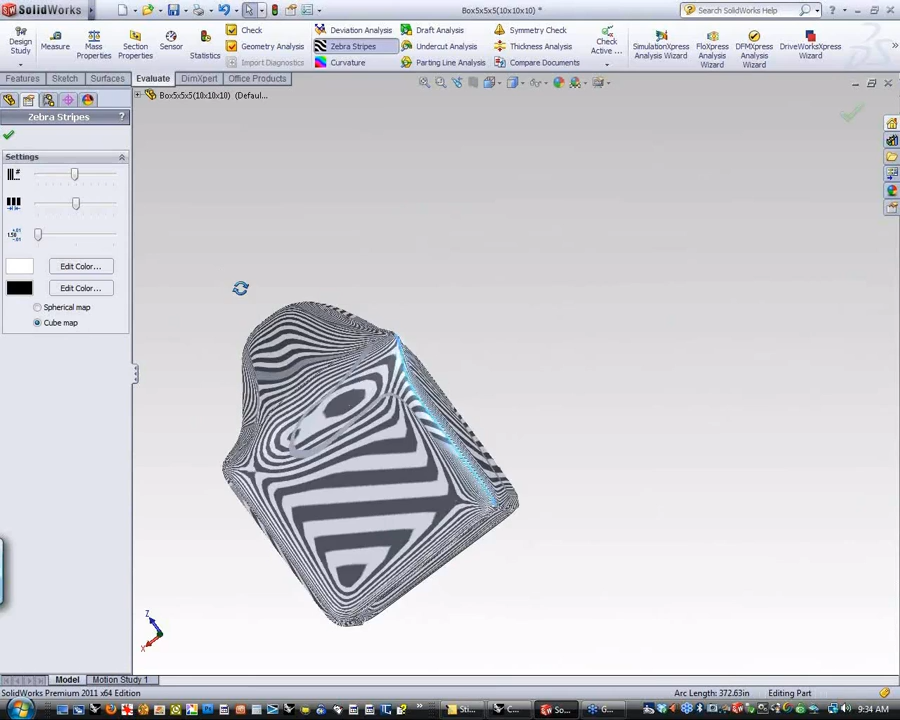 SolidWorks
Box5x5x5(10x10x10) *
Search SolidWorks Help
Design Study
Measure
Mass Properties
Section Properties
Sensor
Statistics
Check
Geometry Analysis
Import Diagnostics
Deviation Analysis
Zebra Stripes
Curvature
Draft Analysis
Undercut Analysis
Parting Line Analysis
Symmetry Check
Thickness Analysis
Compare Documents
Check Active ...
SimulationXpress Analysis Wizard
FloXpress Analysis Wizard
DFMXpress Analysis Wizard
DriveWorksXpress Wizard
Features
Sketch
Surfaces
Evaluate
DimXpert
Office Products
Box5x5x5(10x10x10) (Defaul...
Zebra Stripes
?
Settings
Edit Color...
Edit Color...
Spherical map
Cube map
Z
X
Model
Motion Study 1
SolidWorks Premium 2011 x64 Edition
Arc Length: 372.63in
Editing Part
Sti...
C...
So...
G...
9:34 AM